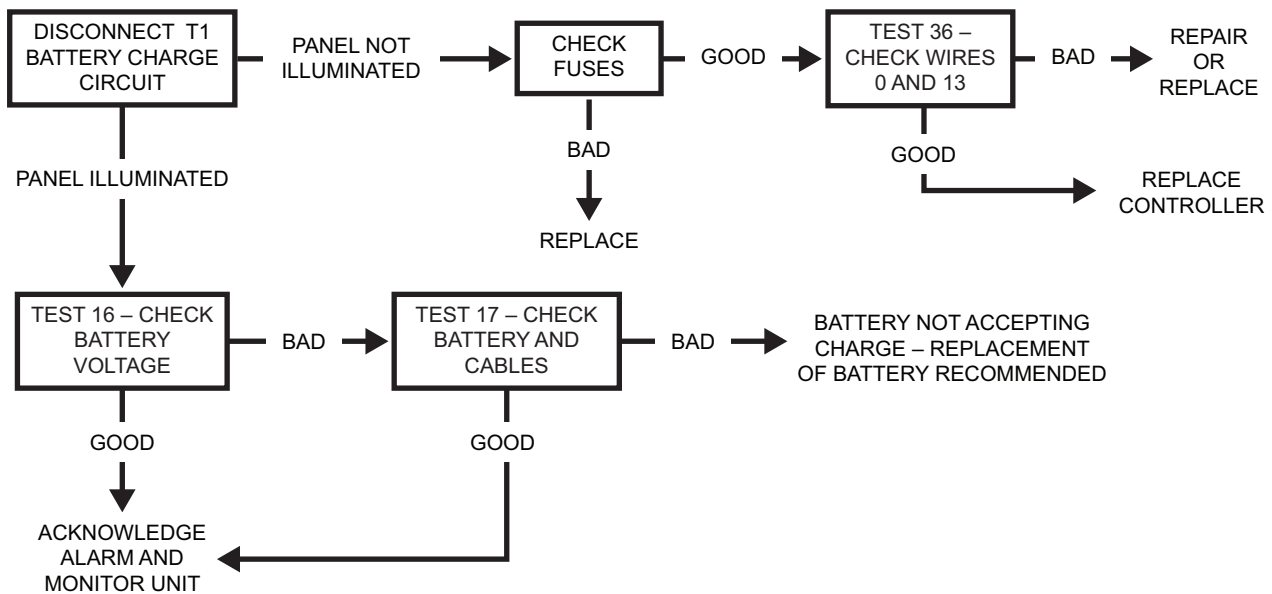 DISCONNECT T1
BATTERY CHARGE
CIRCUIT
PANEL NOT
ILLUMINATED
CHECK
FUSES
GOOD
TEST 36 –
CHECK WIRES
0 AND 13
BAD
REPAIR
OR
REPLACE
BAD
REPLACE
GOOD
REPLACE
CONTROLLER
PANEL ILLUMINATED
TEST 16 – CHECK
BATTERY
VOLTAGE
BAD
TEST 17 – CHECK
BATTERY AND
CABLES
BAD
BATTERY NOT ACCEPTING
CHARGE – REPLACEMENT
OF BATTERY RECOMMENDED
GOOD
GOOD
ACKNOWLEDGE
ALARM AND
MONITOR UNIT